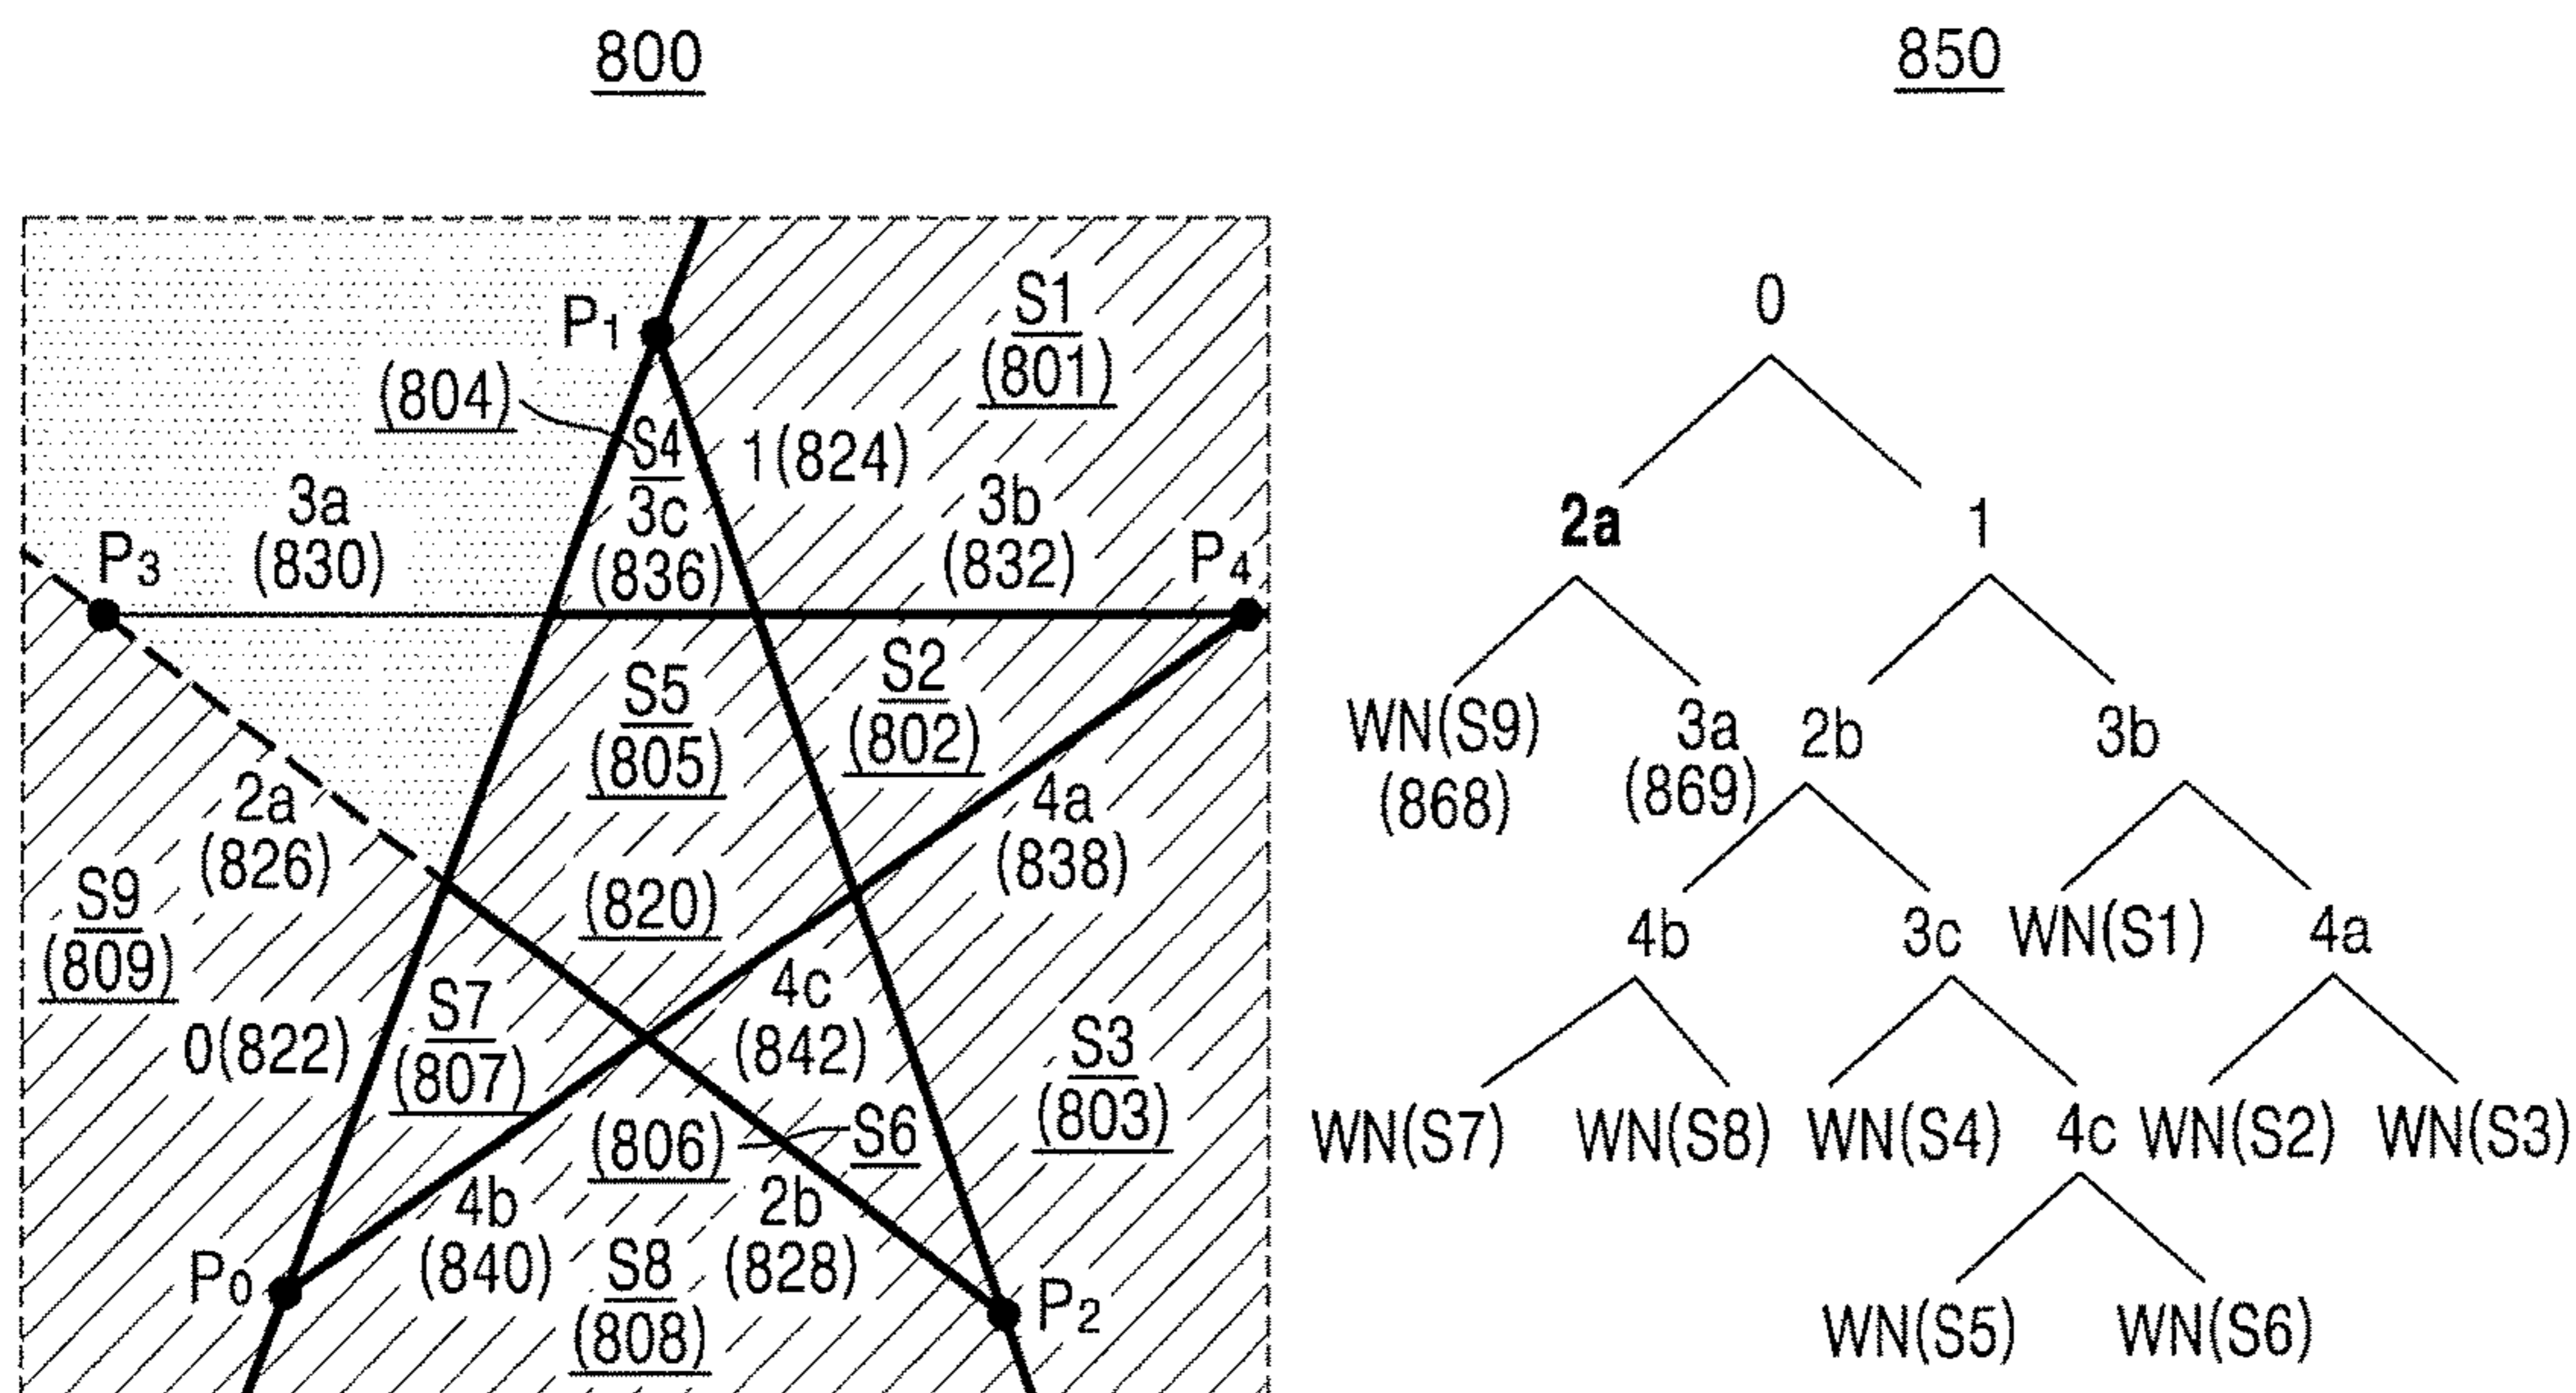 800
850
S1
(801)
P1
(804)
S4
1(824)
3a
(830)
3c
(836)
3b
(832)
P3
P4
S5
(805)
S2
(802)
2a
(826)
4a
(838)
S9
(809)
(820)
S7
(807)
4c
(842)
0(822)
S3
(803)
(806)
S6
4b
(840)
2b
(828)
P0
S8
(808)
P2
0
2a
1
WN(S9)
(868)
3a
(869)
2b
3b
4b
3c
WN(S1)
4a
WN(S7)
WN(S8)
WN(S4)
4c
WN(S2)
WN(S3)
WN(S5)
WN(S6)